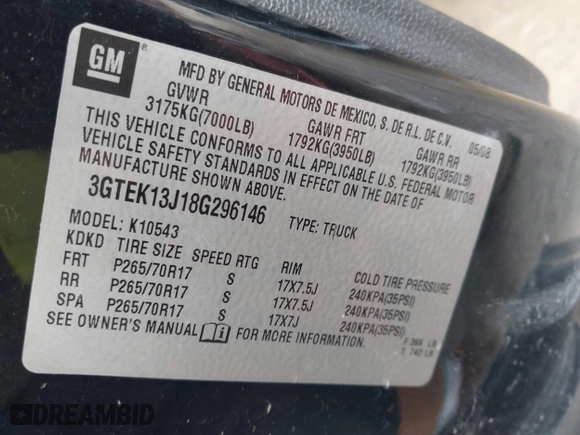 GM
MFD BY GENERAL MOTORS DE MEXICO, S. DE R.L. DE C.V. 05/08
GVWR GAWR FRT GAWR RR
3175KG(7000LB) 1792KG(3950LB) 1792KG(3950LB)
THIS VEHICLE CONFORMS TO ALL APPLICABLE U.S. FEDERAL MOTOR
VEHICLE SAFETY STANDARDS IN EFFECT ON THE DATE OF
MANUFACTURE SHOWN ABOVE.
3GTEK13J18G296146 TYPE: TRUCK
MODEL: K10543
KDKD TIRE SIZE SPEED RTG RIM COLD TIRE PRESSURE
FRT P265/70R17 S 17X7.5J 240KPA(35PSI)
RR P265/70R17 S 17X7.5J 240KPA(35PSI)
SPA P265/70R17 S 17X7J 240KPA(35PSI)
SEE OWNER'S MANUAL i FOR MORE INFORMATION.
F 366 LB
T 742 LB
DREAMBID